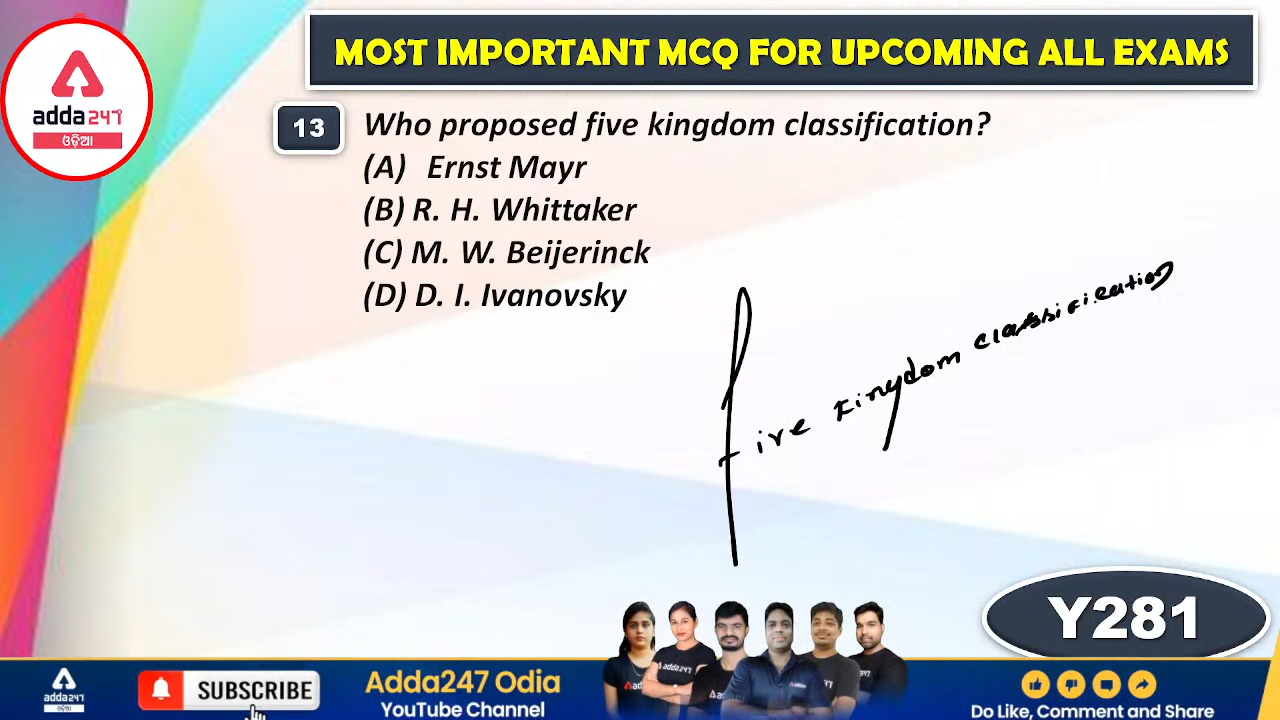 MOST IMPORTANT MCQ FOR UPCOMING ALL EXAMS
adda247
ଓଡ଼ିଆ
13 Who proposed five kingdom classification?
(A) Ernst Mayr
(B) R. H. Whittaker
(C) M. W. Beijerinck
(D) D. I. Ivanovsky
five kingdom classification
Y281
adda247
ଓଡ଼ିଆ
SUBSCRIBE
Adda247 Odia
YouTube Channel
adda247
Do Like, Comment and Share